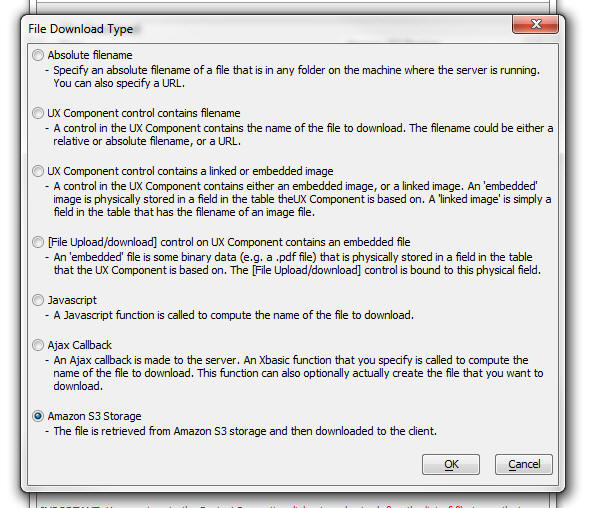 File Download Type
Absolute filename
- Specify an absolute filename of a file that is in any folder on the machine where the server is running.
You can also specify a URL.
UX Component control contains filename
- A control in the UX Component contains the name of the file to download. The filename could be either a
relative or absolute filename, or a URL.
UX Component control contains a linked or embedded image
- A control in the UX Component contains either an embedded image, or a linked image. An 'embedded'
image is physically stored in a field in the table theUX Component is based on. A 'linked image' is simply a
field in the table that has the filename of an image file.
[File Upload/download] control on UX Component contains an embedded file
- An 'embedded' file is some binary data (e.g. a .pdf file) that is physically stored in a field in the table
that the UX Component is based on. The [File Upload/download] control is bound to this physical field.
Javascript
- A Javascript function is called to compute the name of the file to download.
Ajax Callback
- An Ajax callback is made to the server. An Xbasic function that you specify is called to compute the
name of the file to download. This function can also optionally actually create the file that you want to
download.
Amazon S3 Storage
- The file is retrieved from Amazon S3 storage and then downloaded to the client.
OK Cancel